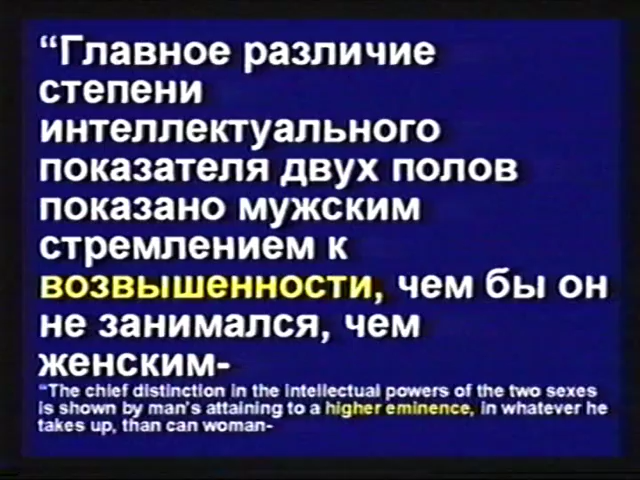 “Главное различие
степени
интеллектуального
показателя двух полов
показано мужским
стремлением к
возвышенности, чем бы он
не занимался, чем
женским-
“The chief distinction in the intellectual powers of the two sexes
is shown by man's attaining to a higher eminence, in whatever he
takes up, than can woman-